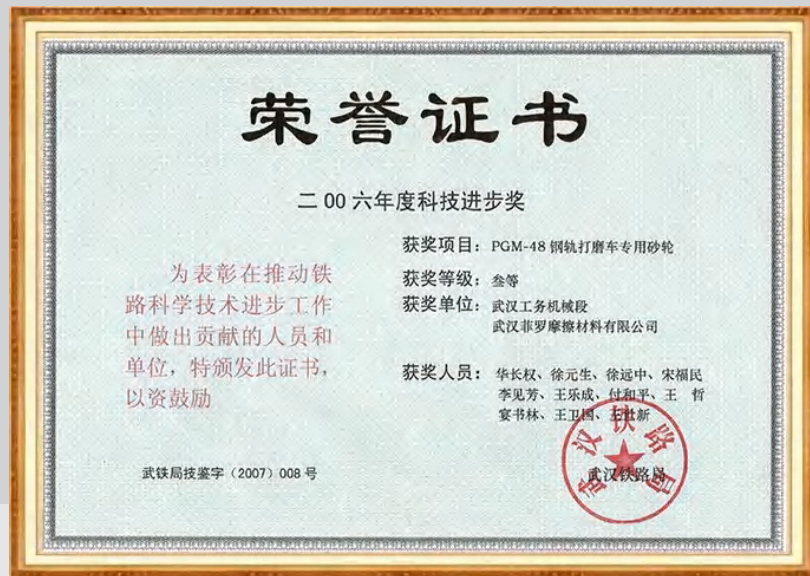 荣誉证书
二00六年度科技进步奖
为表彰在推动铁
路科学技术进步工作
中做出贡献的人员和
单位，特颁发此证书，
以资鼓励
获奖项目：PGM-48 钢轨打磨车专用砂轮
获奖等级：叁等
获奖单位：武汉工务机械段
武汉菲罗摩擦材料有限公司
获奖人员：华长权、徐元生、徐远中、宋福民
李见芳、王乐成、付和平、王 哲
宴书林、王卫国、王世新
武铁局技鉴字（2007）008 号
武汉铁路局
武汉铁路局